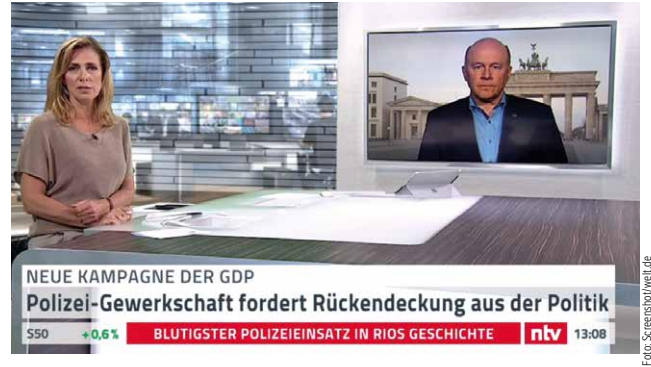 NEUE KAMPAGNE DER GDP
Polizei-Gewerkschaft fordert Rückendeckung aus der Politik
S50 +0,6% BLUTIGSTER POLIZEIEINSATZ IN RIOS GESCHICHTE ntv 13:08
Foto: Screenshot/welt.de